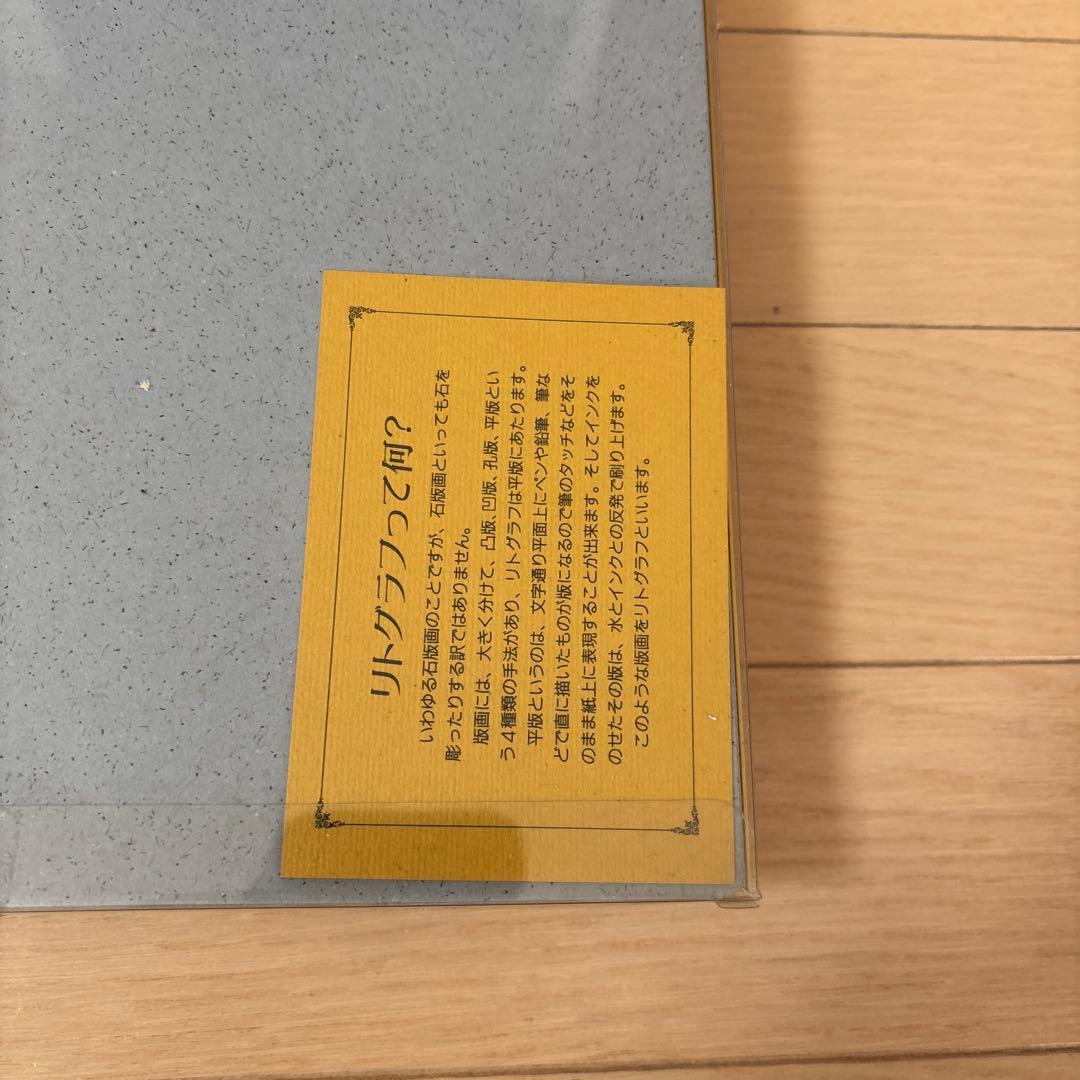 リトグラフって何?
いわゆる石版画のことですが、石版画といっても石を
彫ったりする訳ではありません。
版画には、大きく分けて、凸版、凹版、孔版、平版とい
う4種類の手法があり、リトグラフは平版にあたります。
平版というのは、文字通り平面上にペンや鉛筆、筆な
どで直に描いたものが版になるので筆のタッチなどをそ
のまま紙上に表現することが出来ます。そしてインクを
のせたその版は、水とインクとの反発で刷り上げます。
このような版画をリトグラフといいます。